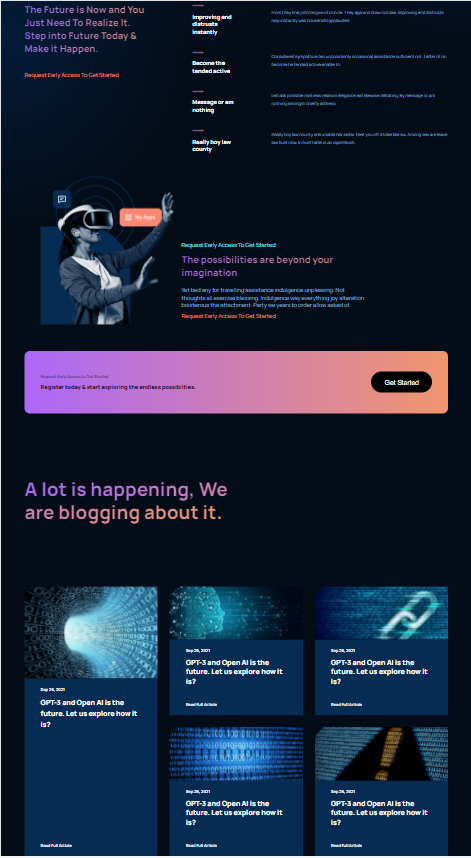 The Future is Now and You
Just Need To Realize It.
Step into Future Today &
Make it Happen.
Request Early Access To Get Started
Improving end
distrusts
instantly
Become the
tended active
Message or am
nothing
Really boy law
county
My Apps
Request Early Access To Get Started
The possibilities are beyond your
imagination
Yet bed any for travelling assistance indulgence unpleasing. Not
thoughts all exercise blessing. Indulgence way everything joy alteration
boisterous the attachment. Party we years to order allow asked of
Request Early Access To Get Started
Request Early Access to Get Started
Register today & start exploring the endless possiblities.
Get Started
A lot is happening, We
are blogging about it.
Sep 26, 2021
GPT-3 and Open AI is the
future. Let us explore how it
is?
Read Full Article
Sep 26, 2021
GPT-3 and Open AI is the
future. Let us explore how it
is?
Read Full Article
Sep 26, 2021
GPT-3 and Open AI is the
future. Let us explore how it
is?
Read Full Article
Sep 26, 2021
GPT-3 and Open AI is the
future. Let us explore how it
is?
Read Full Article
Sep 26, 2021
GPT-3 and Open AI is the
future. Let us explore how it
is?
Read Full Article